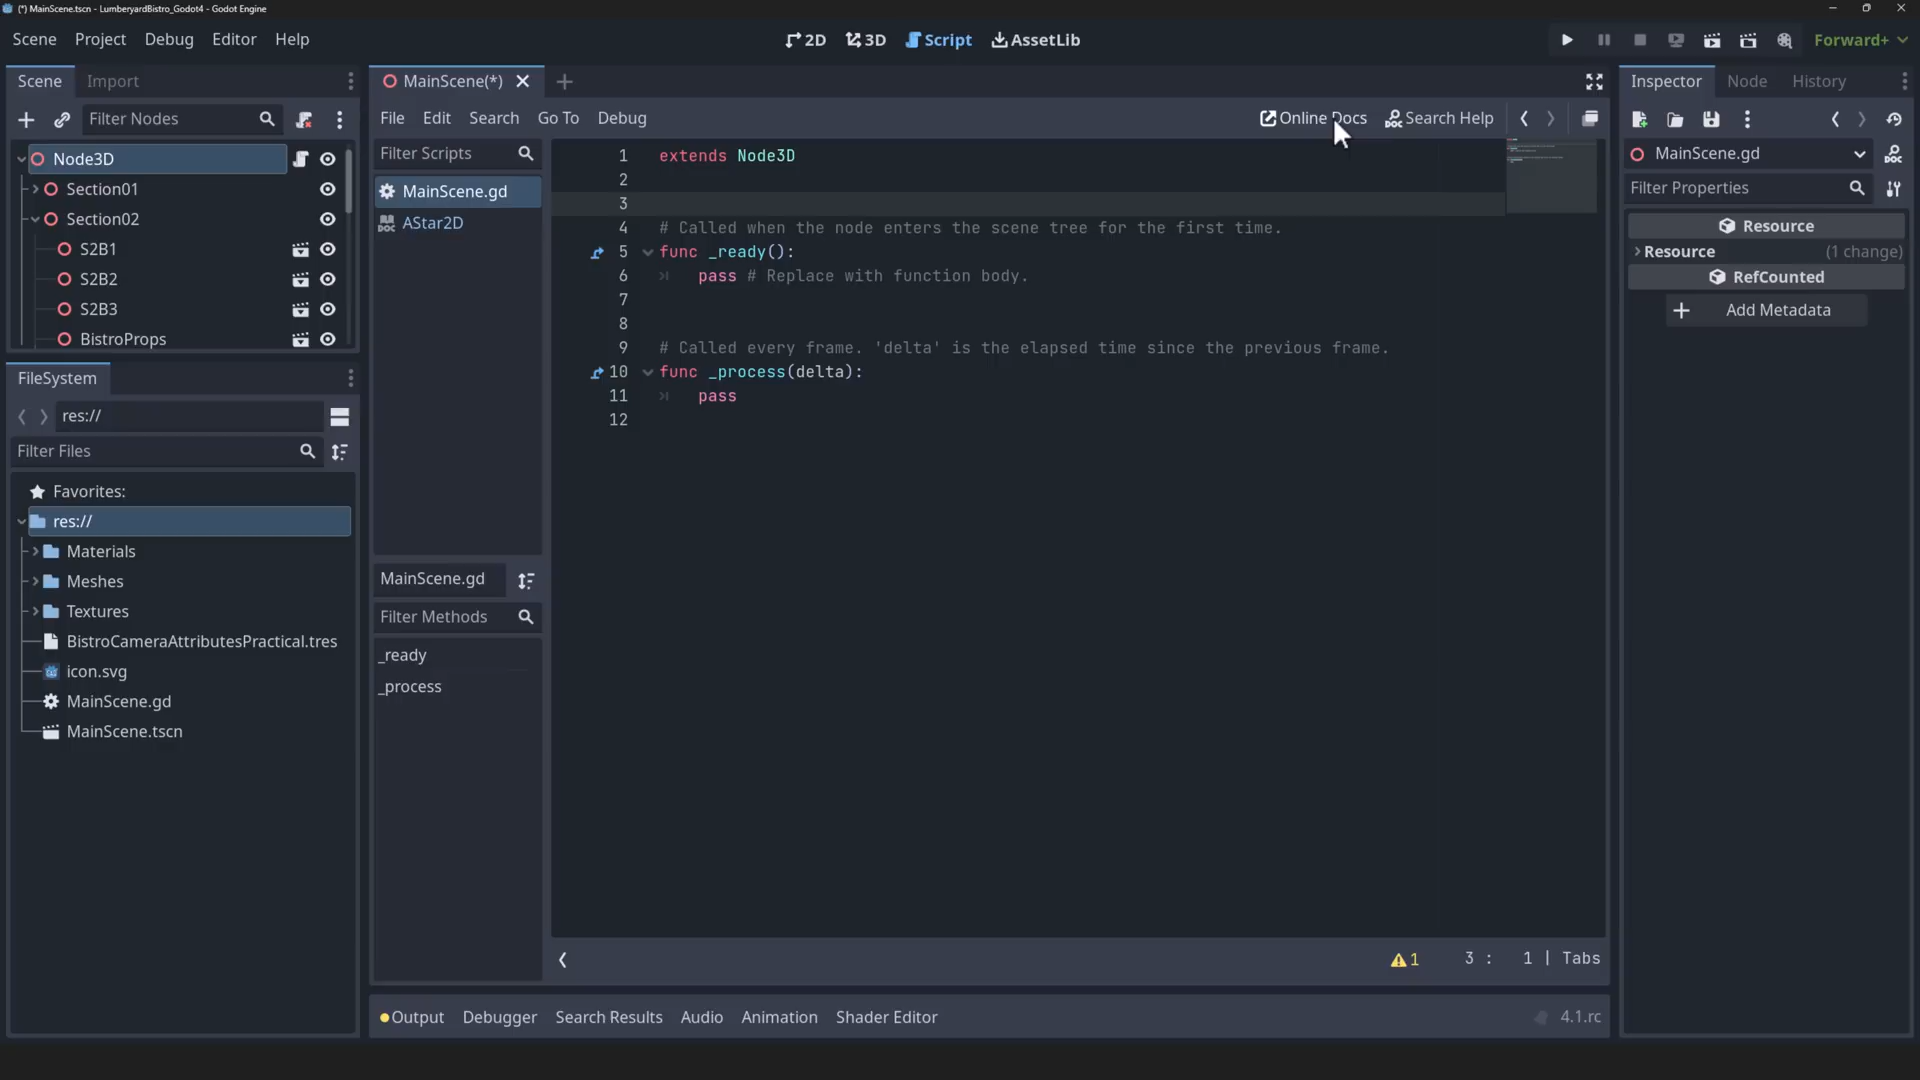 (*) MainScene.tscn - LumberyardBistro_Godot4 - Godot Engine
Scene Project Debug Editor Help
2D 3D Script AssetLib
Forward+
Scene Import
Filter Nodes
Node3D
Section01
Section02
S2B1
S2B2
S2B3
BistroProps
FileSystem
res://
Filter Files
Favorites:
res://
Materials
Meshes
Textures
BistroCameraAttributesPractical.tres
icon.svg
MainScene.gd
MainScene.tscn
MainScene(*)
File Edit Search Go To Debug
Online Docs Search Help
Filter Scripts
MainScene.gd
AStar2D
MainScene.gd
Filter Methods
_ready
_process
1 extends Node3D
2
3
4 # Called when the node enters the scene tree for the first time.
5 func _ready():
6 pass # Replace with function body.
7
8
9 # Called every frame. 'delta' is the elapsed time since the previous frame.
10 func _process(delta):
11 pass
12
1 3 : 1 | Tabs
Output Debugger Search Results Audio Animation Shader Editor
4.1.rc
Inspector Node History
MainScene.gd
Filter Properties
Resource
Resource (1 change)
RefCounted
Add Metadata